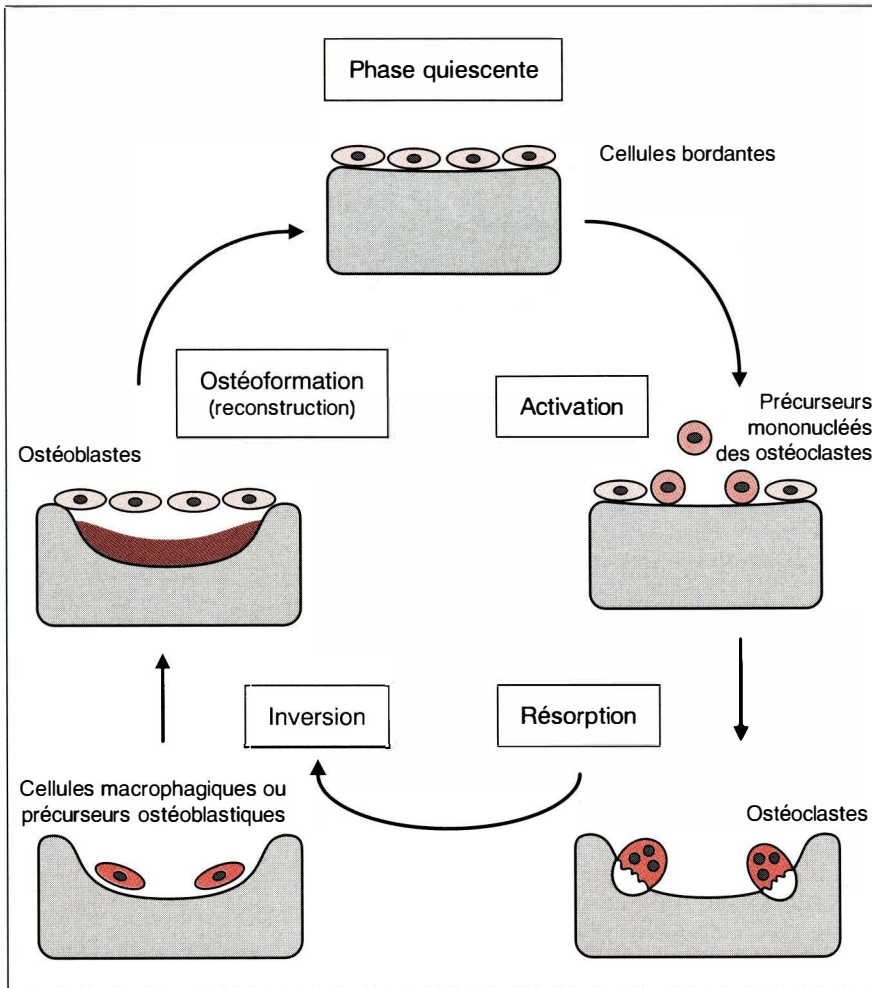 Phase quiescente
Cellules bordantes
Ostéoformation
(reconstruction)
Activation
Précurseurs
mononucléés
des ostéoclastes
Ostéoblastes
Inversion
Résorption
Cellules macrophagiques ou
précurseurs ostéoblastiques
Ostéoclastes